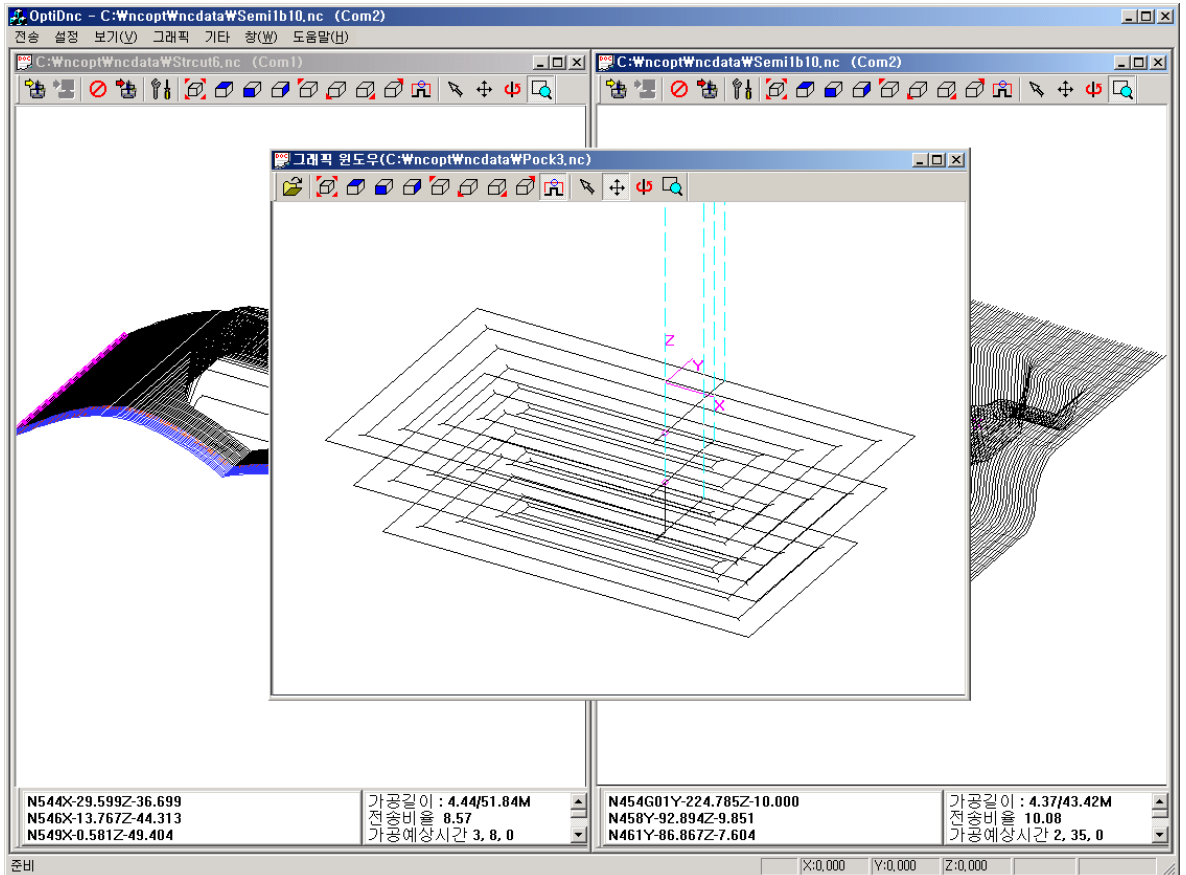 OptiDnc - C:₩ncopt₩ncdata₩Semi1b10.nc (Com2)
전송 설정 보기(V) 그래픽 기타 창(W) 도움말(H)
C:₩ncopt₩ncdata₩Strcut6.nc (Com1)
C:₩ncopt₩ncdata₩Semi1b10.nc (Com2)
그래픽 윈도우(C:₩ncopt₩ncdata₩Pock3.nc)
Z
Y
X
N544X-29.599Z-36.699
N546X-13.767Z-44.313
N549X-0.581Z-49.404
가공길이 : 4.44/51.84M
전송비율 8.57
가공예상시간 3, 8, 0
N454G01Y-224.785Z-10.000
N458Y-92.894Z-9.851
N461Y-86.867Z-7.604
가공길이 : 4.37/43.42M
전송비율 10.08
가공예상시간 2, 35, 0
준비
X:0,000 Y:0,000 Z:0,000